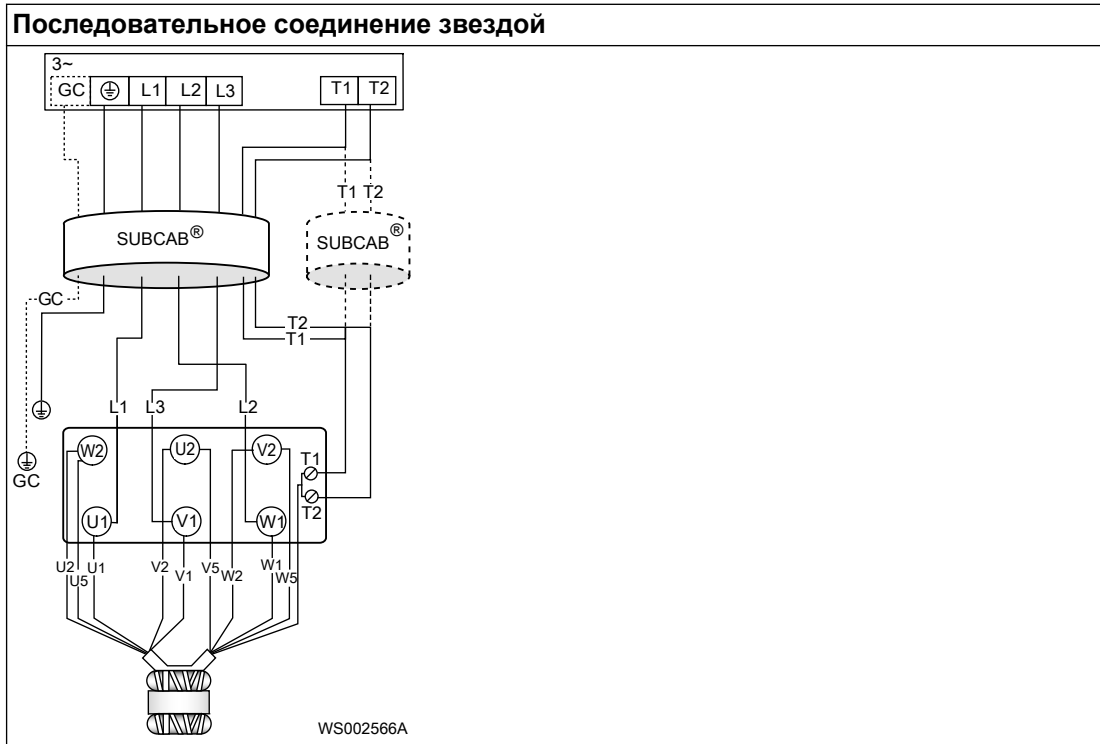 Последовательное соединение звездой
3~
GC L1 L2 L3 T1 T2
T1 T2
SUBCAB®
SUBCAB®
GC
T2
T1
L1 L3 L2
W2 U2 V2
T1
GC
U1 V1 W1
T2
U2 U5 U1 V2 V1 V5 W2 W1 W5
WS002566A